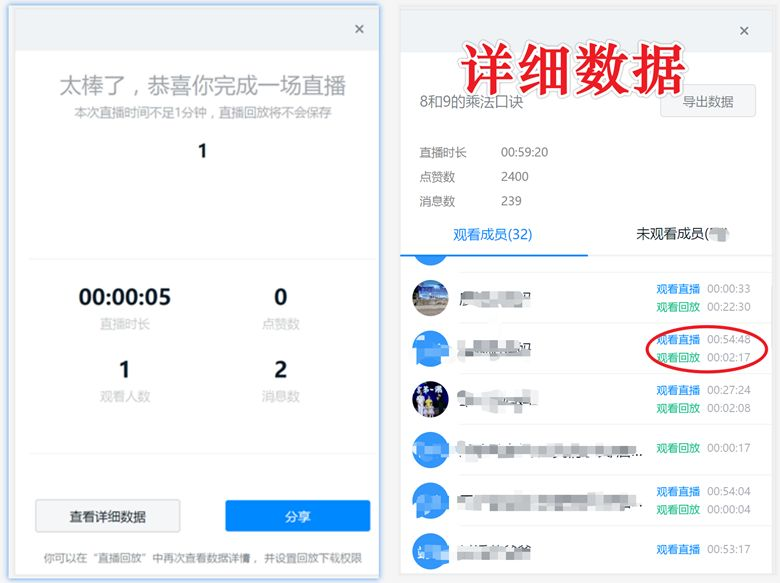 太棒了，恭喜你完成一场直播
本次直播时间不足1分钟，直播回放将不会保存
1
00:00:05
直播时长
0
点赞数
1
观看人数
2
消息数
查看详细数据
分享
你可以在“直播回放”中再次查看数据详情，并设置回放下载权限
详细数据
8和9的乘法口诀
导出数据
直播时长 00:59:20
点赞数 2400
消息数 239
观看成员(32)
未观看成员(
观看直播 00:00:33
观看回放 00:22:30
观看直播 00:54:48
观看回放 00:02:17
观看直播 00:27:24
观看回放 00:02:08
观看回放 00:00:17
观看直播 00:54:04
观看回放 00:00:04
观看直播 00:53:17